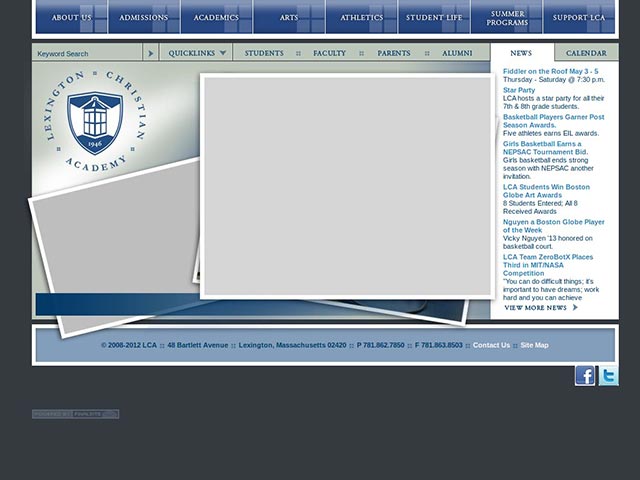 ABOUT US
ADMISSIONS
ACADEMICS
ARTS
ATHLETICS
STUDENT LIFE
SUMMER
PROGRAMS
SUPPORT LCA
Keyword Search
QUICKLINKS
STUDENTS :: FACULTY :: PARENTS :: ALUMNI
NEWS
CALENDAR
LEXINGTON :: CHRISTIAN :: ACADEMY ::
1946
Fiddler on the Roof May 3 - 5
Thursday - Saturday @ 7:30 p.m.
Star Party
LCA hosts a star party for all their
7th & 8th grade students.
Basketball Players Garner Post
Season Awards.
Five athletes earns EIL awards.
Girls Basketball Earns a
NEPSAC Tournament Bid.
Girls basketball ends strong
season with NEPSAC another
invitation.
LCA Students Win Boston
Globe Art Awards
8 Students Entered; All 8
Received Awards
Nguyen a Boston Globe Player
of the Week
Vicky Nguyen '13 honored on
basketball court.
LCA Team ZeroBotX Places
Third in MIT/NASA
Competition
"You can do difficult things; it's
important to have dreams; work
hard and you can achieve
VIEW MORE NEWS
© 2008-2012 LCA :: 48 Bartlett Avenue :: Lexington, Massachusetts 02420 :: P 781.862.7850 :: F 781.863.8503 :: Contact Us :: Site Map
POWERED BY FINALSITE